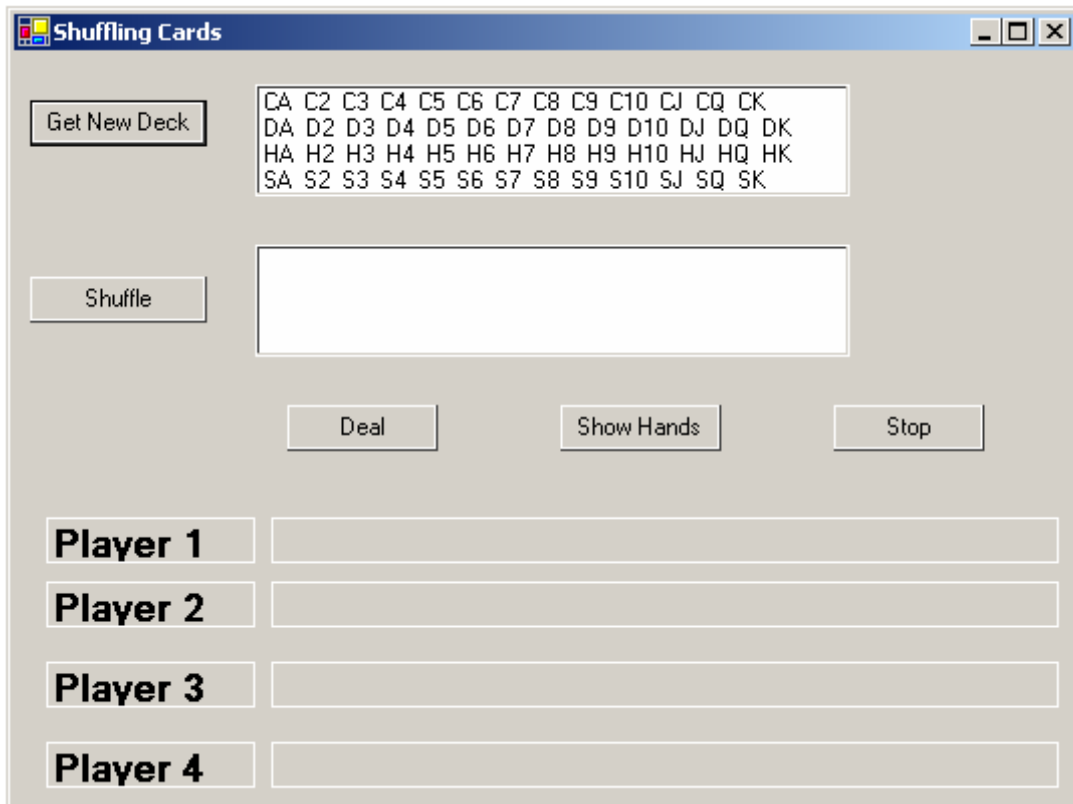 Shuffling Cards
Get New Deck
CA C2 C3 C4 C5 C6 C7 C8 C9 C10 CJ CQ CK
DA D2 D3 D4 D5 D6 D7 D8 D9 D10 DJ DQ DK
HA H2 H3 H4 H5 H6 H7 H8 H9 H10 HJ HQ HK
SA S2 S3 S4 S5 S6 S7 S8 S9 S10 SJ SQ SK
Shuffle
Deal Show Hands Stop
Player 1
Player 2
Player 3
Player 4